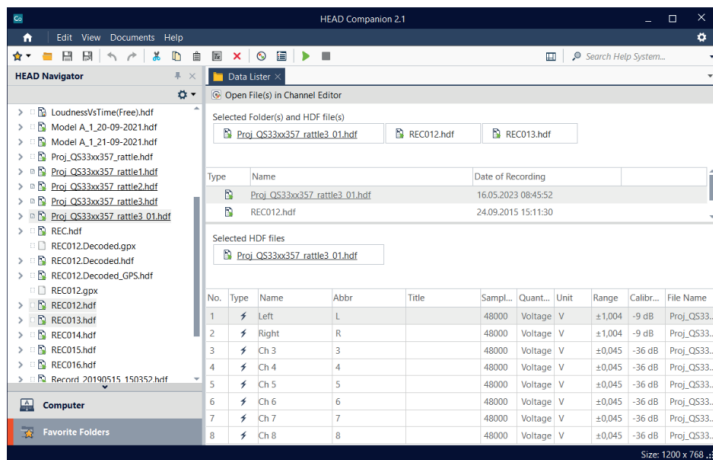 Co HEAD Companion 2.1
Edit View Documents Help
Search Help System...
HEAD Navigator
LoudnessVsTime(Free).hdf
Model A_1_20-09-2021.hdf
Model A_1_21-09-2021.hdf
Proj_QS33xx357_rattle.hdf
Proj_QS33xx357_rattle1.hdf
Proj_QS33xx357_rattle2.hdf
Proj_QS33xx357_rattle3.hdf
Proj_QS33xx357_rattle3_01.hdf
REC.hdf
REC012.Decoded.gpx
REC012.Decoded.hdf
REC012.Decoded_GPS.hdf
REC012.gpx
REC012.hdf
REC013.hdf
REC014.hdf
REC015.hdf
REC016.hdf
Record_20190515_150352.hdf
Computer
Favorite Folders
Data Lister
Open File(s) in Channel Editor
Selected Folder(s) and HDF file(s)
Proj_QS33xx357_rattle3_01.hdf REC012.hdf REC013.hdf
Type Name Date of Recording
Proj_QS33xx357_rattle3_01.hdf 16.05.2023 08:45:52
REC012.hdf 24.09.2015 15:11:30
Selected HDF files
Proj_QS33xx357_rattle3_01.hdf
No. Type Name Abbr Title Sampl... Quant... Unit Range Calibr... File Name
1 Left L 48000 Voltage V ±1,004 -9 dB Proj_QS33...
2 Right R 48000 Voltage V ±1,004 -9 dB Proj_QS33...
3 Ch 3 3 48000 Voltage V ±0,045 -36 dB Proj_QS33...
4 Ch 4 4 48000 Voltage V ±0,045 -36 dB Proj_QS33...
5 Ch 5 5 48000 Voltage V ±0,045 -36 dB Proj_QS33...
6 Ch 6 6 48000 Voltage V ±0,045 -36 dB Proj_QS33...
7 Ch 7 7 48000 Voltage V ±0,045 -36 dB Proj_QS33...
8 Ch 8 8 48000 Voltage V ±0,045 -36 dB Proj_QS33...
Size: 1200 x 768